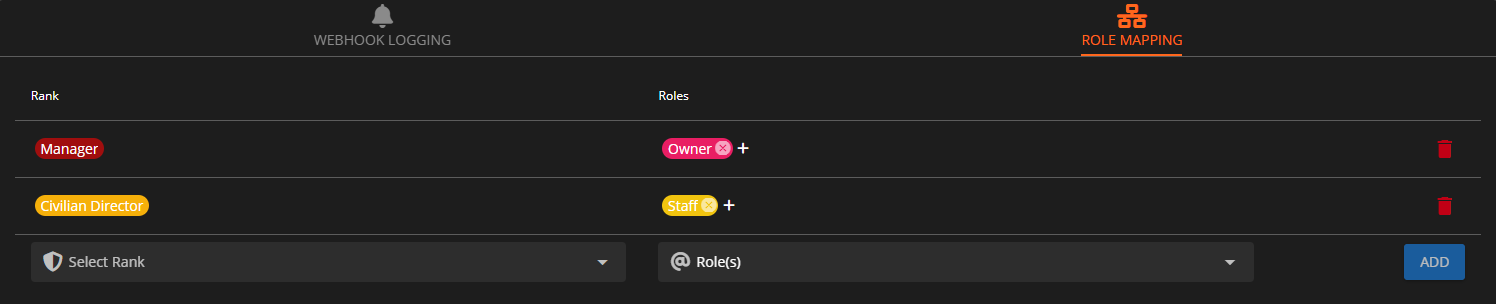 WEBHOOK LOGGING
ROLE MAPPING
Rank
Roles
Manager
Owner
Civilian Director
Staff
Select Rank
Role(s)
ADD